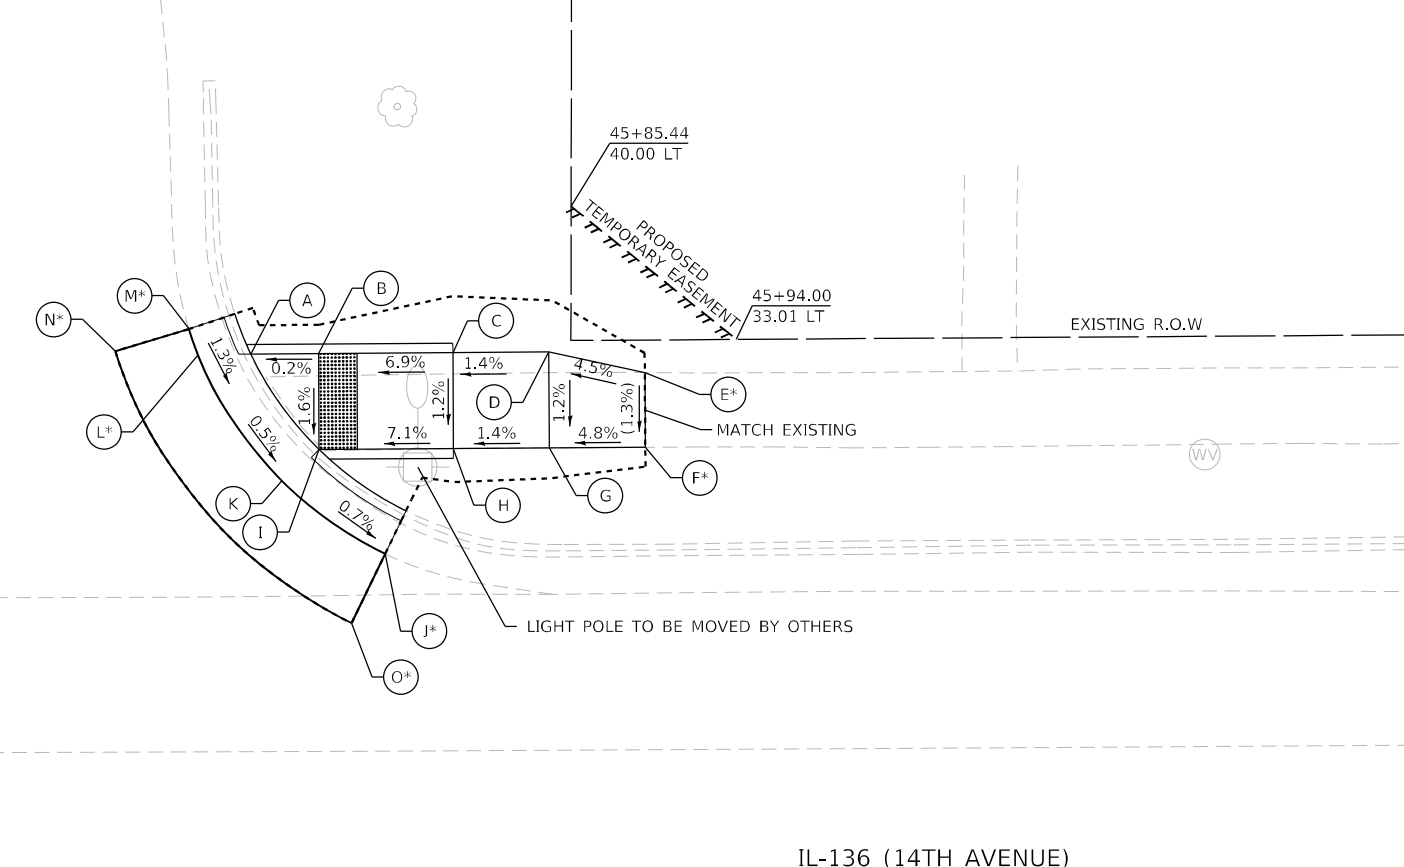 45+85.44
40.00 LT
PROPOSED
TEMPORARY EASEMENT
45+94.00
33.01 LT
EXISTING R.O.W
M*
N*
A
B
C
1.3%
0.2%
6.9%
1.4%
4.5%
E*
D
1.6%
1.2%
1.2%
(1.3%)
L*
0.5%
7.1%
1.4%
4.8%
MATCH EXISTING
WV
F*
K
I
H
G
0.7%
J*
LIGHT POLE TO BE MOVED BY OTHERS
O*
IL-136 (14TH AVENUE)